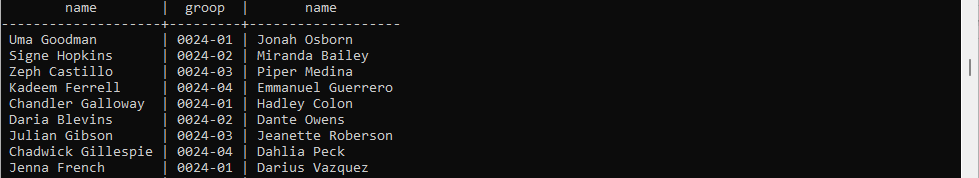 name | groop | name
--------------------+---------+-------------------
Uma Goodman | 0024-01 | Jonah Osborn
Signe Hopkins | 0024-02 | Miranda Bailey
Zeph Castillo | 0024-03 | Piper Medina
Kadeem Ferrell | 0024-04 | Emmanuel Guerrero
Chandler Galloway | 0024-01 | Hadley Colon
Daria Blevins | 0024-02 | Dante Owens
Julian Gibson | 0024-03 | Jeanette Roberson
Chadwick Gillespie | 0024-04 | Dahlia Peck
Jenna French | 0024-01 | Darius Vazquez